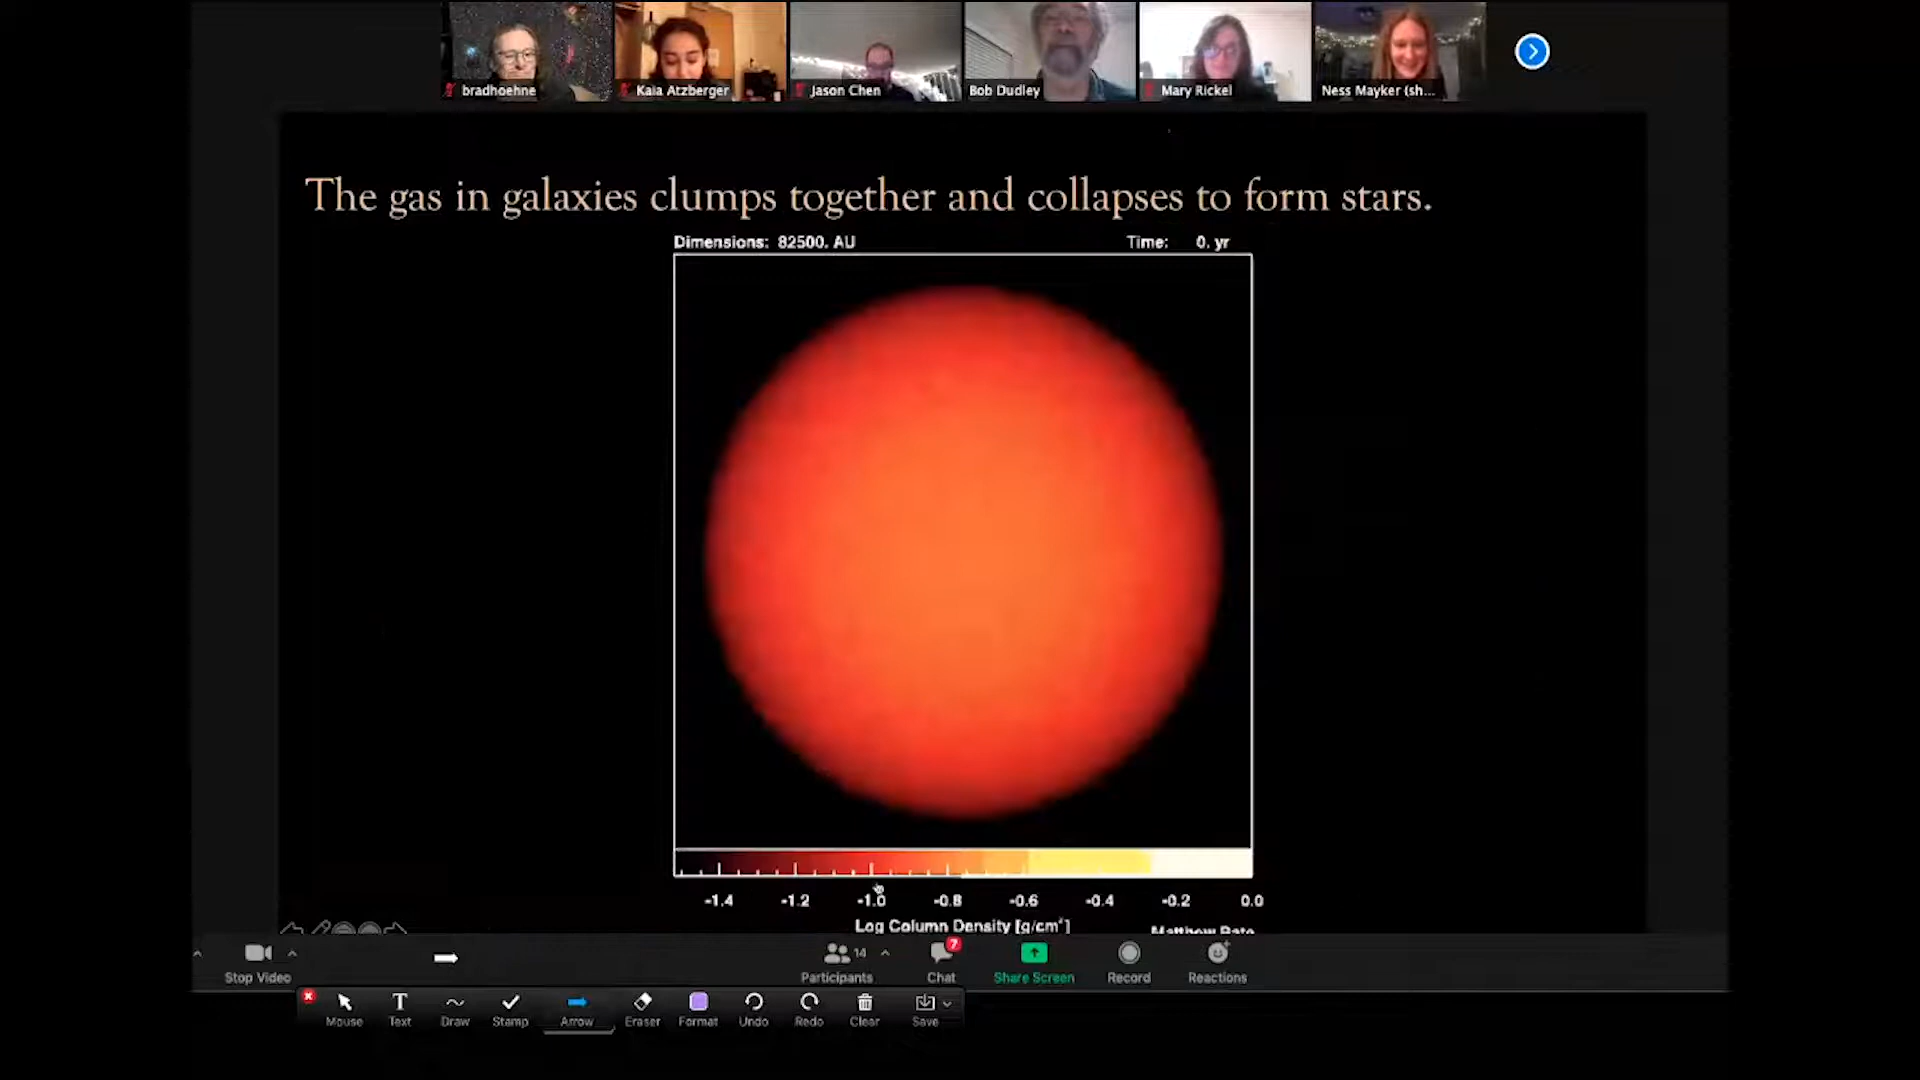 bradhoehne
Kaia Atzberger
Jason Chen
Bob Dudley
Mary Rickel
Ness Mayker (sh...
The gas in galaxies clumps together and collapses to form stars.
Dimensions: 82500. AU
Time: 0. yr
-1.4 -1.2 -1.0 -0.8 -0.6 -0.4 -0.2 0.0
Log Column Density [g/cm²]
Matthew Bate
Stop Video
14
Participants
7
Chat
Share Screen
Record
Reactions
Mouse
Text
Draw
Stamp
Arrow
Eraser
Format
Undo
Redo
Clear
Save